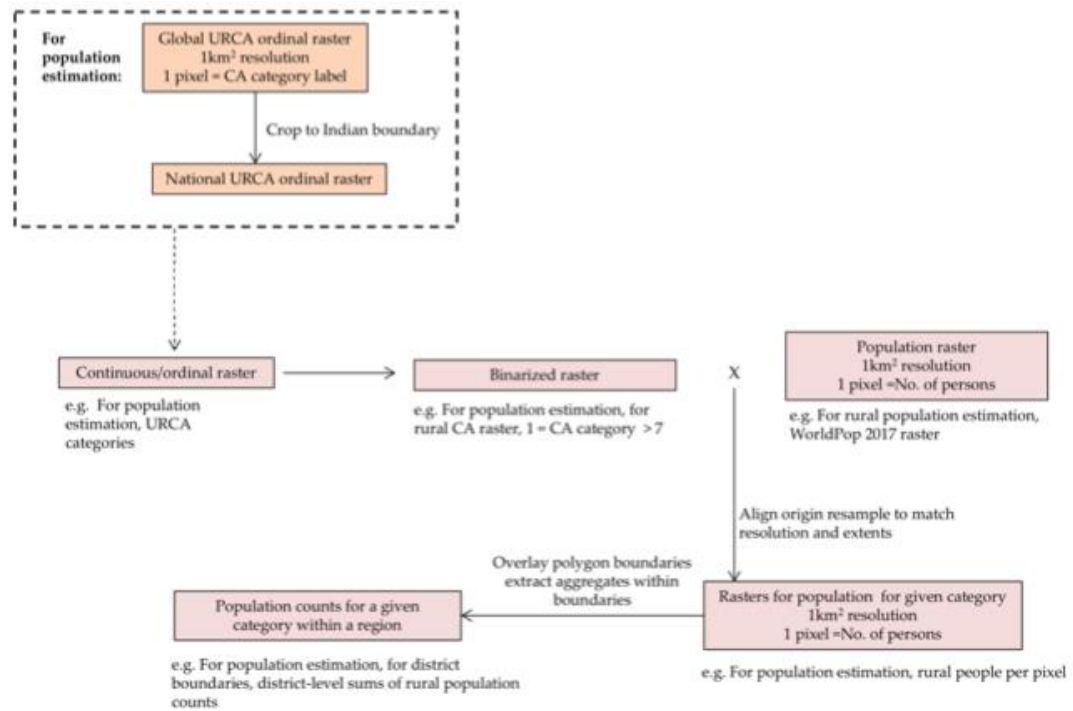 For
population
estimation:
Global URCA ordinal raster
1km² resolution
1 pixel = CA category label
Crop to Indian boundary
National URCA ordinal raster
Continuous/ordinal raster
e.g. For population
estimation, URCA
categories
Binarized raster
e.g. For population estimation, for
rural CA raster, 1 = CA category > 7
X
Population raster
1km² resolution
1 pixel =No. of persons
e.g. For rural population estimation,
WorldPop 2017 raster
Align origin resample to match
resolution and extents
Rasters for population for given category
1km² resolution
1 pixel =No. of persons
e.g. For population estimation, rural people per pixel
Overlay polygon boundaries
extract aggregates within
boundaries
Population counts for a given
category within a region
e.g. For population estimation, for district
boundaries, district-level sums of rural population
counts